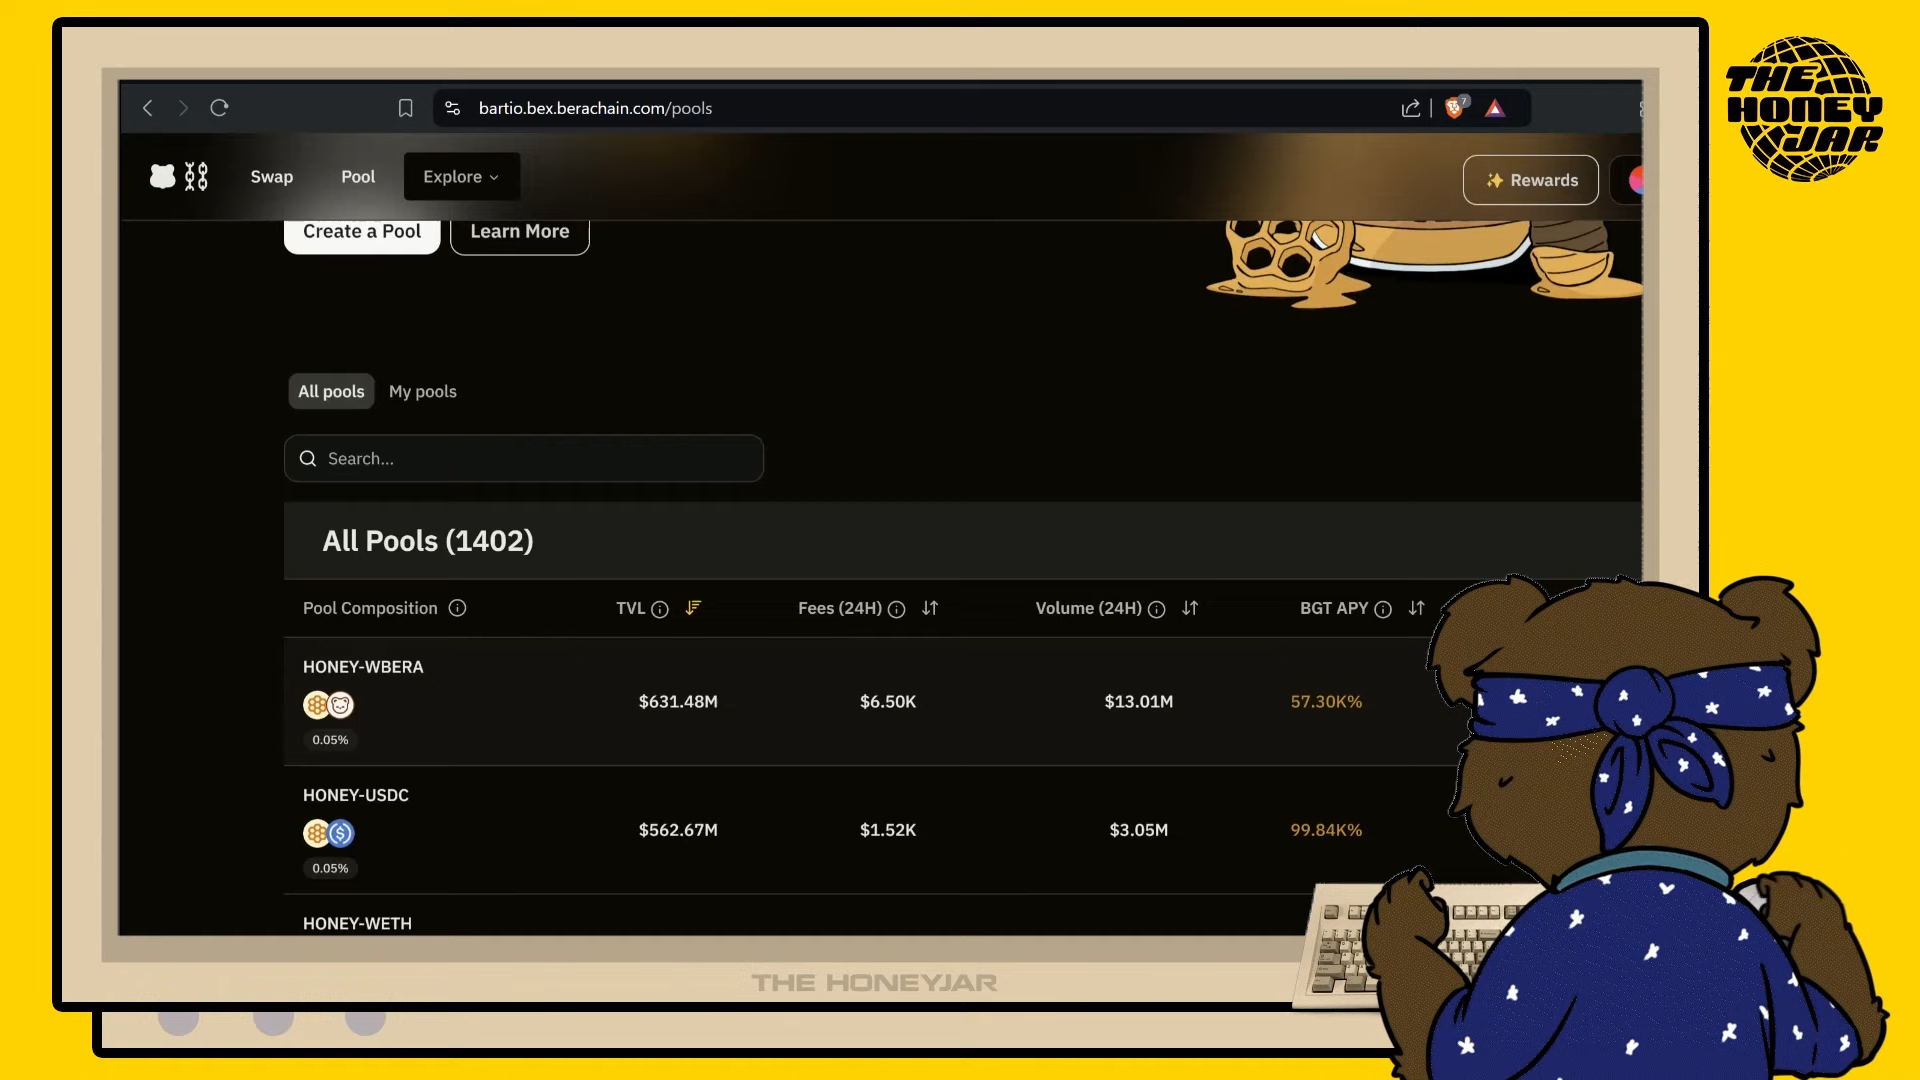 THE
HONEY
JAR
bartio.bex.berachain.com/pools
7
Swap
Pool
Explore
Rewards
Create a Pool
Learn More
All pools
My pools
Search...
All Pools (1402)
Pool Composition
TVL
Fees (24H)
Volume (24H)
BGT APY
HONEY-WBERA
$631.48M
$6.50K
$13.01M
57.30K%
0.05%
HONEY-USDC
$562.67M
$1.52K
$3.05M
99.84K%
0.05%
HONEY-WETH
THE HONEYJAR